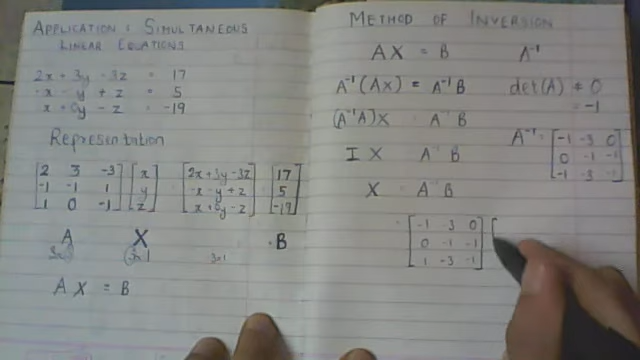 APPLICATION: SIMULTANEOUS
LINEAR EQUATIONS
2x + 3y - 3z = 17
-x - y + z = 5
x + 0y - z = -19
Representation
[2 3 -3] [x] [2x + 3y - 3z] [17]
[-1 -1 1] [y] = [-x - y + z] = [5]
[1 0 -1] [z] [x + 0y - z] [-19]
A X B
3x1 3x1
AX = B
METHOD OF INVERSION
AX = B A⁻¹
A⁻¹(AX) = A⁻¹B det(A) ≠ 0
= -1
(A⁻¹A)X A⁻¹B
A⁻¹ = [-1 -3 0]
[0 -1 -1]
[-1 -3 -1]
I X A⁻¹B
X A⁻¹B
[-1 3 0] [
[0 -1 -1]
[1 -3 -1]